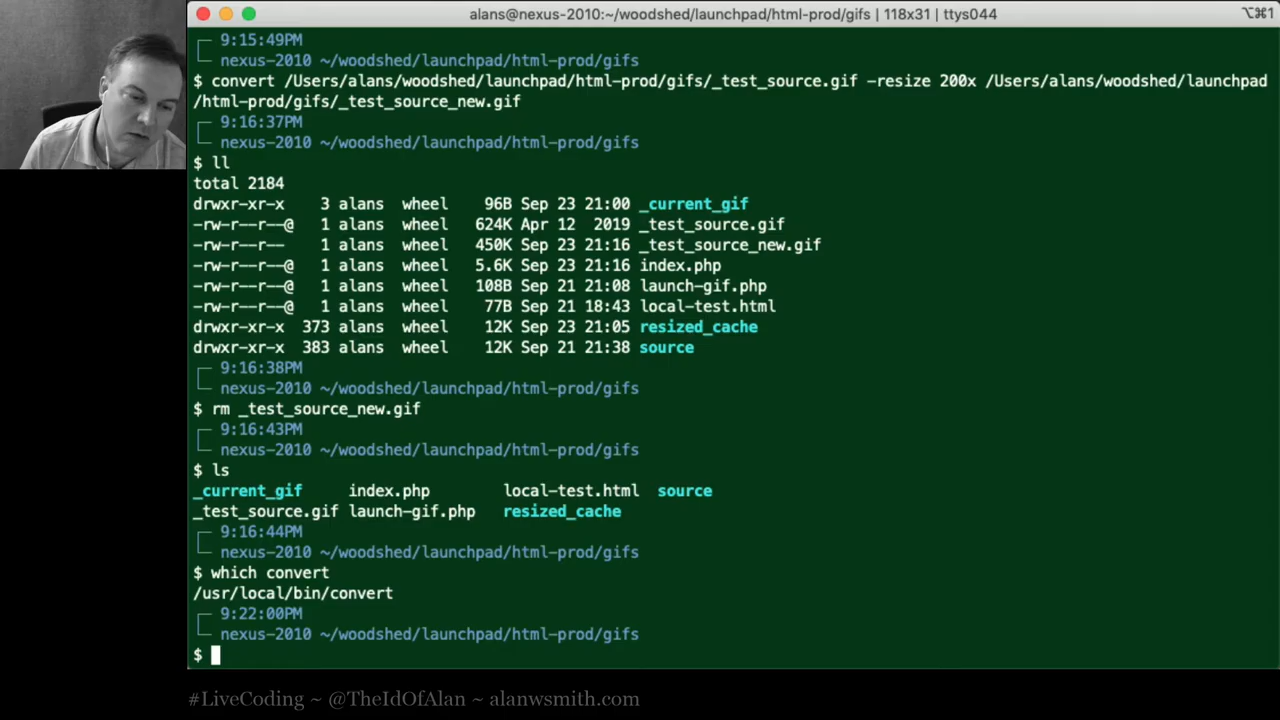 alans@nexus-2010:~/woodshed/launchpad/html-prod/gifs | 118x31 | ttys044 ⌥⌘1
9:15:49PM
nexus-2010 ~/woodshed/launchpad/html-prod/gifs
$ convert /Users/alans/woodshed/launchpad/html-prod/gifs/_test_source.gif -resize 200x /Users/alans/woodshed/launchpad
/html-prod/gifs/_test_source_new.gif
9:16:37PM
nexus-2010 ~/woodshed/launchpad/html-prod/gifs
$ ll
total 2184
drwxr-xr-x 3 alans wheel 96B Sep 23 21:00 _current_gif
-rw-r--r--@ 1 alans wheel 624K Apr 12 2019 _test_source.gif
-rw-r--r-- 1 alans wheel 450K Sep 23 21:16 _test_source_new.gif
-rw-r--r--@ 1 alans wheel 5.6K Sep 23 21:16 index.php
-rw-r--r--@ 1 alans wheel 108B Sep 21 21:08 launch-gif.php
-rw-r--r--@ 1 alans wheel 77B Sep 21 18:43 local-test.html
drwxr-xr-x 373 alans wheel 12K Sep 23 21:05 resized_cache
drwxr-xr-x 383 alans wheel 12K Sep 21 21:38 source
9:16:38PM
nexus-2010 ~/woodshed/launchpad/html-prod/gifs
$ rm _test_source_new.gif
9:16:43PM
nexus-2010 ~/woodshed/launchpad/html-prod/gifs
$ ls
_current_gif index.php local-test.html source
_test_source.gif launch-gif.php resized_cache
9:16:44PM
nexus-2010 ~/woodshed/launchpad/html-prod/gifs
$ which convert
/usr/local/bin/convert
9:22:00PM
nexus-2010 ~/woodshed/launchpad/html-prod/gifs
$
#LiveCoding ~ @TheIdOfAlan ~ alanwsmith.com